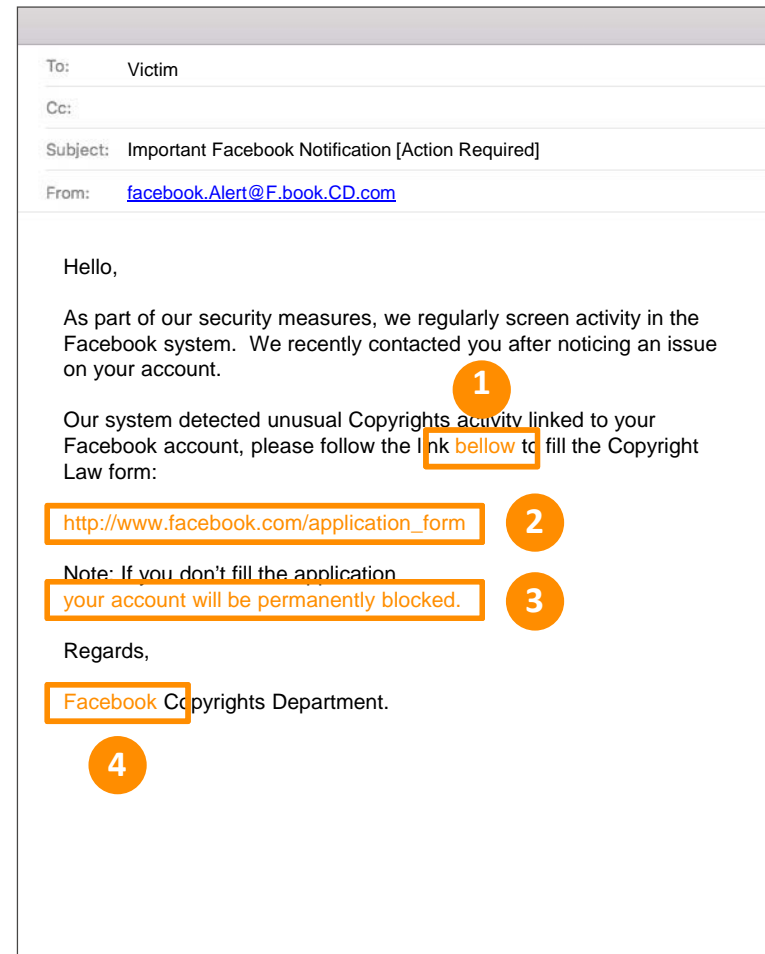 To: Victim
Cc:
Subject: Important Facebook Notification [Action Required]
From: facebook.Alert@F.book.CD.com
Hello,
As part of our security measures, we regularly screen activity in the
Facebook system. We recently contacted you after noticing an issue
on your account.
1
Our system detected unusual Copyrights activity linked to your
Facebook account, please follow the link bellow to fill the Copyright
Law form:
http://www.facebook.com/application_form
2
Note: If you don't fill the application
your account will be permanently blocked.
3
Regards,
Facebook Copyrights Department.
4